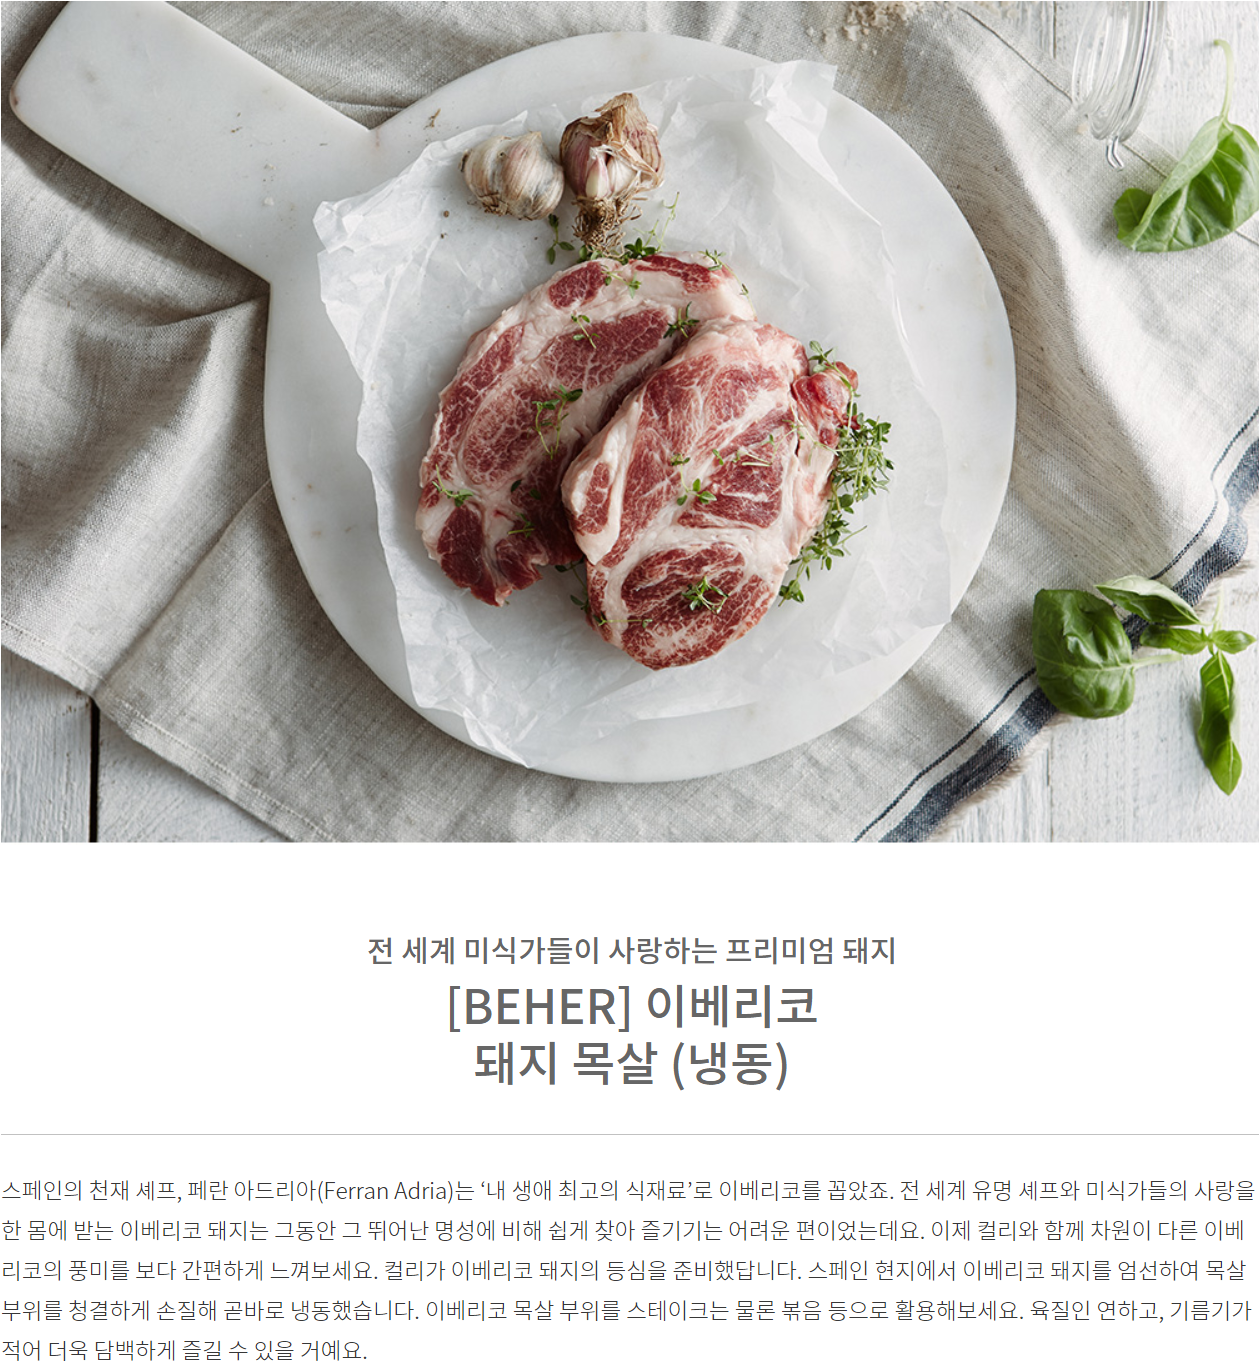 전 세계 미식가들이 사랑하는 프리미엄 돼지
[BEHER] 이베리코
돼지 목살 (냉동)
스페인의 천재 셰프, 페란 아드리아(Ferran Adria)는 ‘내 생애 최고의 식재료’로 이베리코를 꼽았죠. 전 세계 유명 셰프와 미식가들의 사랑을
한 몸에 받는 이베리코 돼지는 그동안 그 뛰어난 명성에 비해 쉽게 찾아 즐기기는 어려운 편이었는데요. 이제 컬리와 함께 차원이 다른 이베
리코의 풍미를 보다 간편하게 느껴보세요. 컬리가 이베리코 돼지의 등심을 준비했답니다. 스페인 현지에서 이베리코 돼지를 엄선하여 목살
부위를 청결하게 손질해 곧바로 냉동했습니다. 이베리코 목살 부위를 스테이크는 물론 볶음 등으로 활용해보세요. 육질인 연하고, 기름기가
적어 더욱 담백하게 즐길 수 있을 거예요.